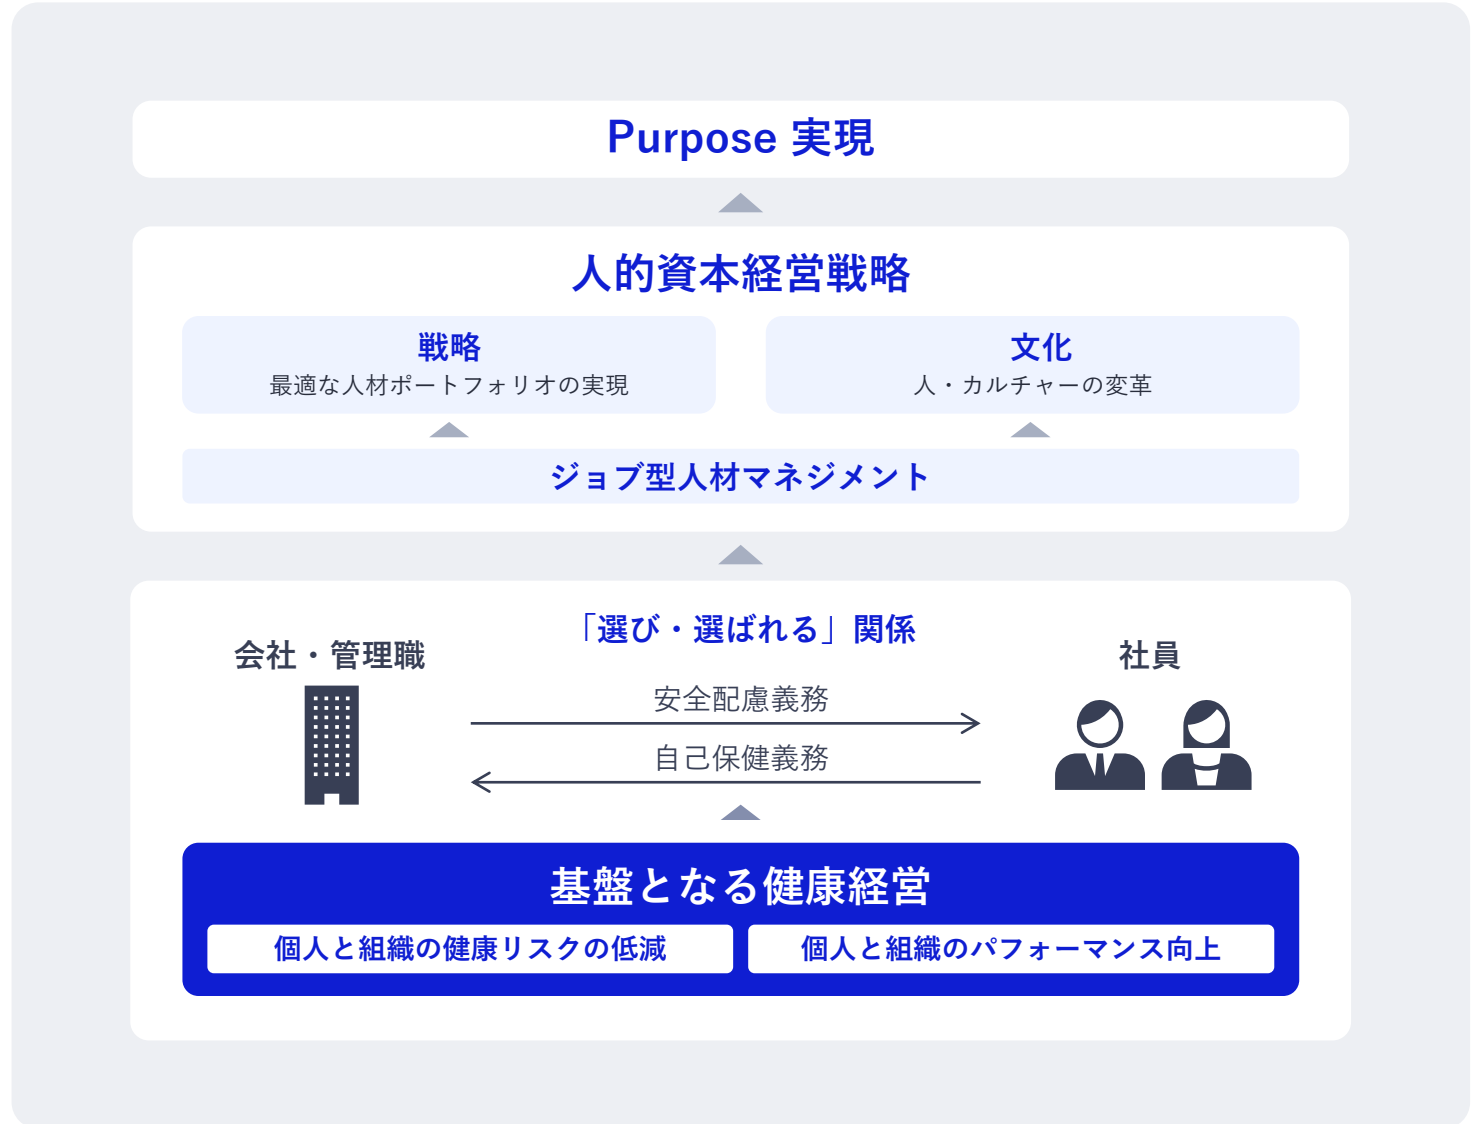 Purpose 実現
人的資本経営戦略
戦略
最適な人材ポートフォリオの実現
文化
人・カルチャーの変革
ジョブ型人材マネジメント
「選び・選ばれる」関係
会社・管理職
社員
安全配慮義務
自己保健義務
基盤となる健康経営
個人と組織の健康リスクの低減
個人と組織のパフォーマンス向上